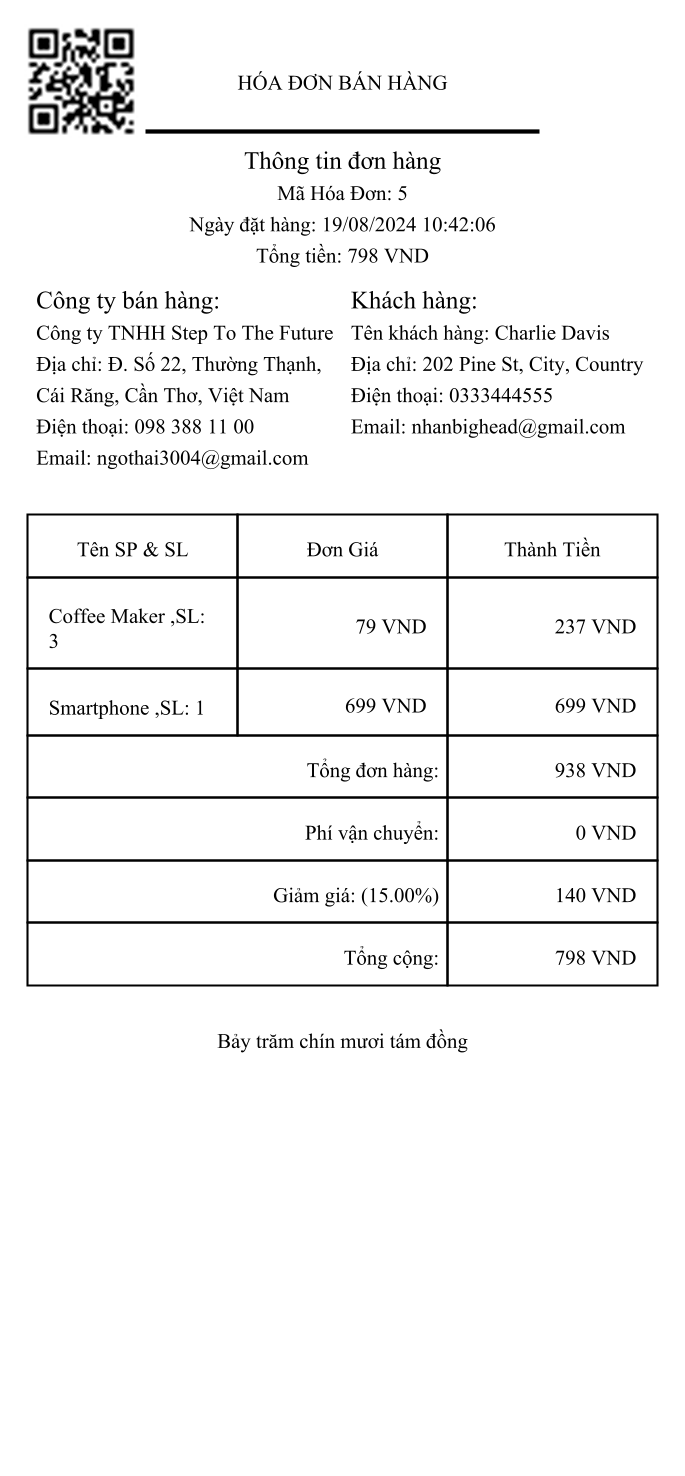 HÓA ĐƠN BÁN HÀNG
Thông tin đơn hàng
Mã Hóa Đơn: 5
Ngày đặt hàng: 19/08/2024 10:42:06
Tổng tiền: 798 VND
Công ty bán hàng:
Công ty TNHH Step To The Future
Địa chỉ: Đ. Số 22, Thường Thạnh,
Cái Răng, Cần Thơ, Việt Nam
Điện thoại: 098 388 11 00
Email: ngothai3004@gmail.com
Khách hàng:
Tên khách hàng: Charlie Davis
Địa chỉ: 202 Pine St, City, Country
Điện thoại: 0333444555
Email: nhanbighead@gmail.com
Tên SP & SL Đơn Giá Thành Tiền
Coffee Maker ,SL:
3 79 VND 237 VND
Smartphone ,SL: 1 699 VND 699 VND
Tổng đơn hàng: 938 VND
Phí vận chuyển: 0 VND
Giảm giá: (15.00%) 140 VND
Tổng cộng: 798 VND
Bảy trăm chín mươi tám đồng